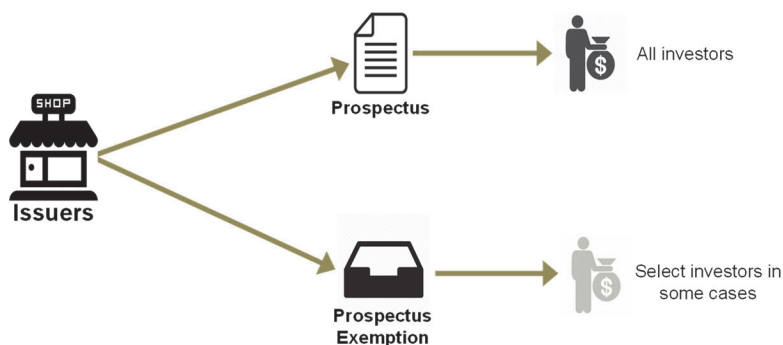 SHOP
Issuers
Prospectus
All investors
$
Prospectus
Exemption
$
Select investors in
some cases